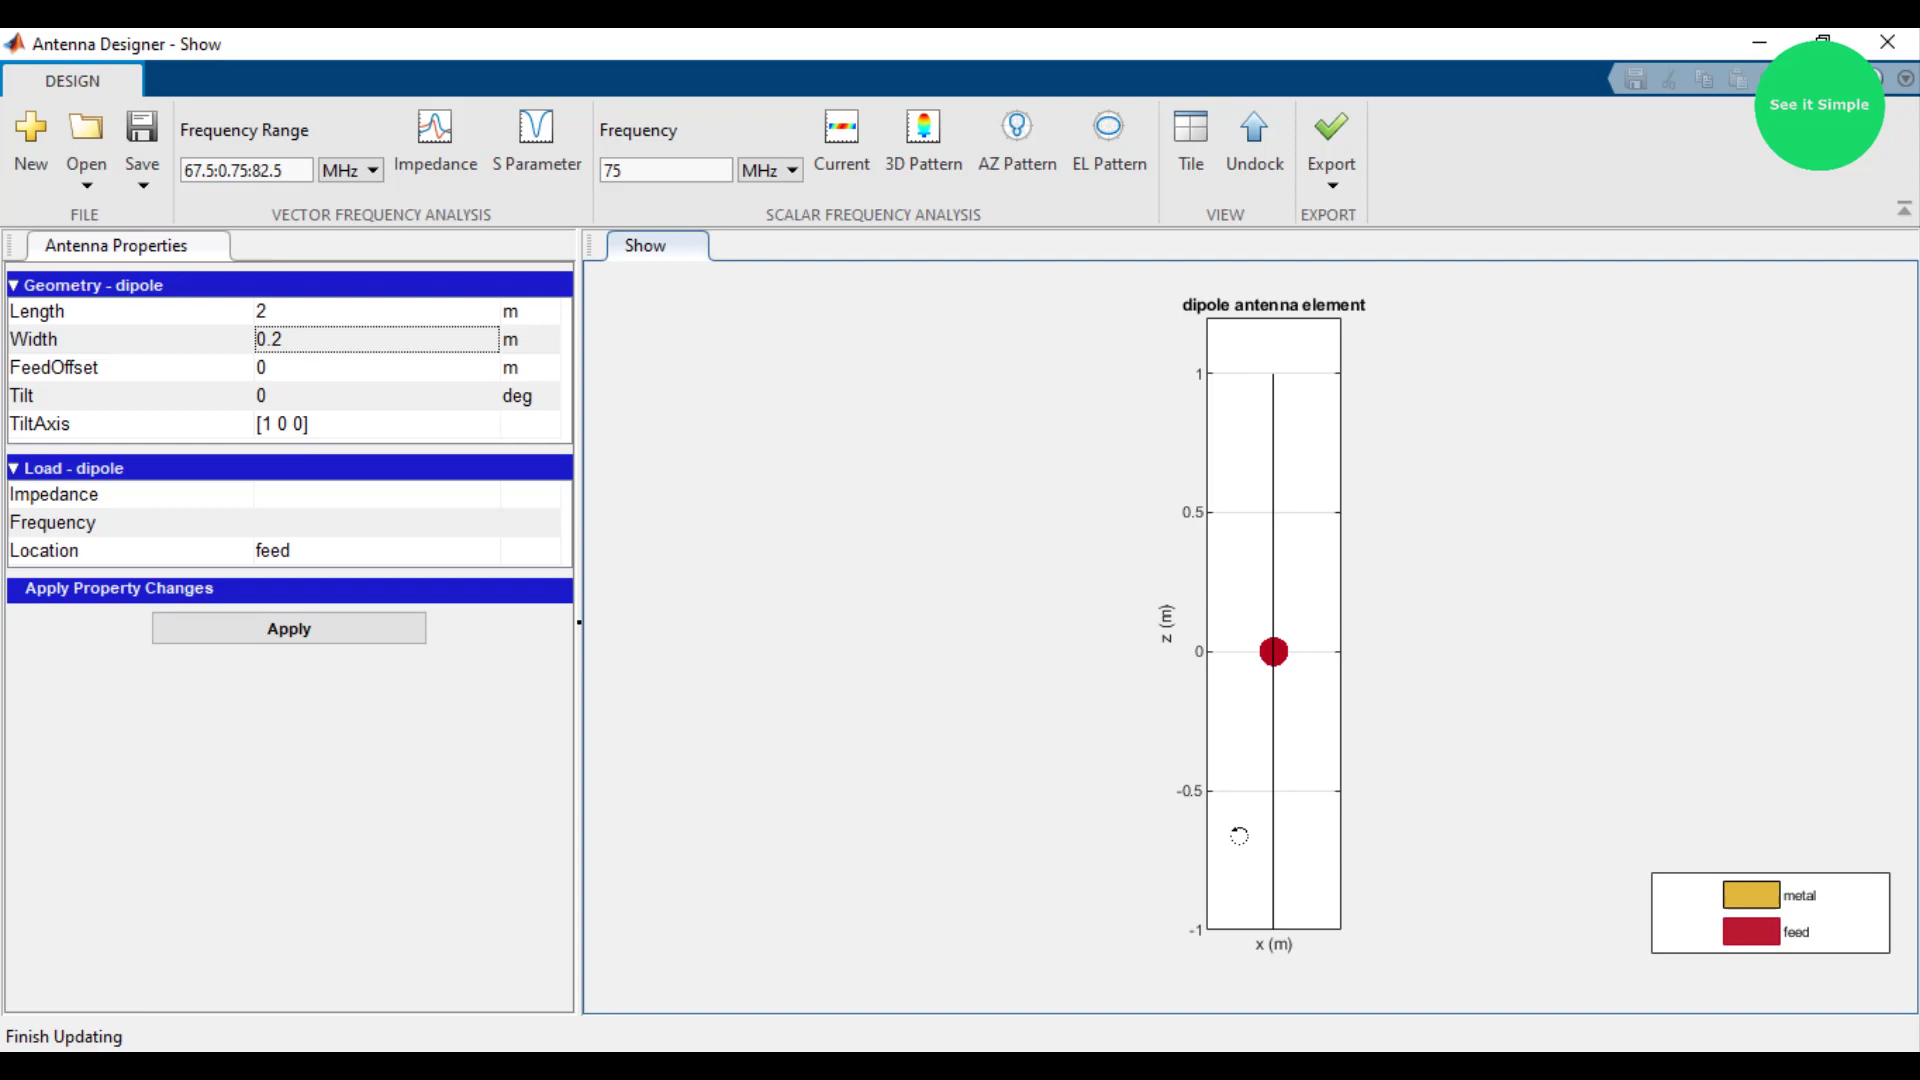 Antenna Designer - Show
DESIGN
See it Simple
New
Open
Save
FILE
Frequency Range
67.5:0.75:82.5
MHz
Impedance
S Parameter
VECTOR FREQUENCY ANALYSIS
Frequency
75
MHz
Current
3D Pattern
AZ Pattern
EL Pattern
SCALAR FREQUENCY ANALYSIS
Tile
Undock
VIEW
Export
EXPORT
Antenna Properties
Geometry - dipole
Length 2 m
Width 0.2 m
FeedOffset 0 m
Tilt 0 deg
TiltAxis [1 0 0]
Load - dipole
Impedance
Frequency
Location feed
Apply Property Changes
Apply
Show
dipole antenna element
1
0.5
z (m)
0
-0.5
-1
x (m)
metal
feed
Finish Updating